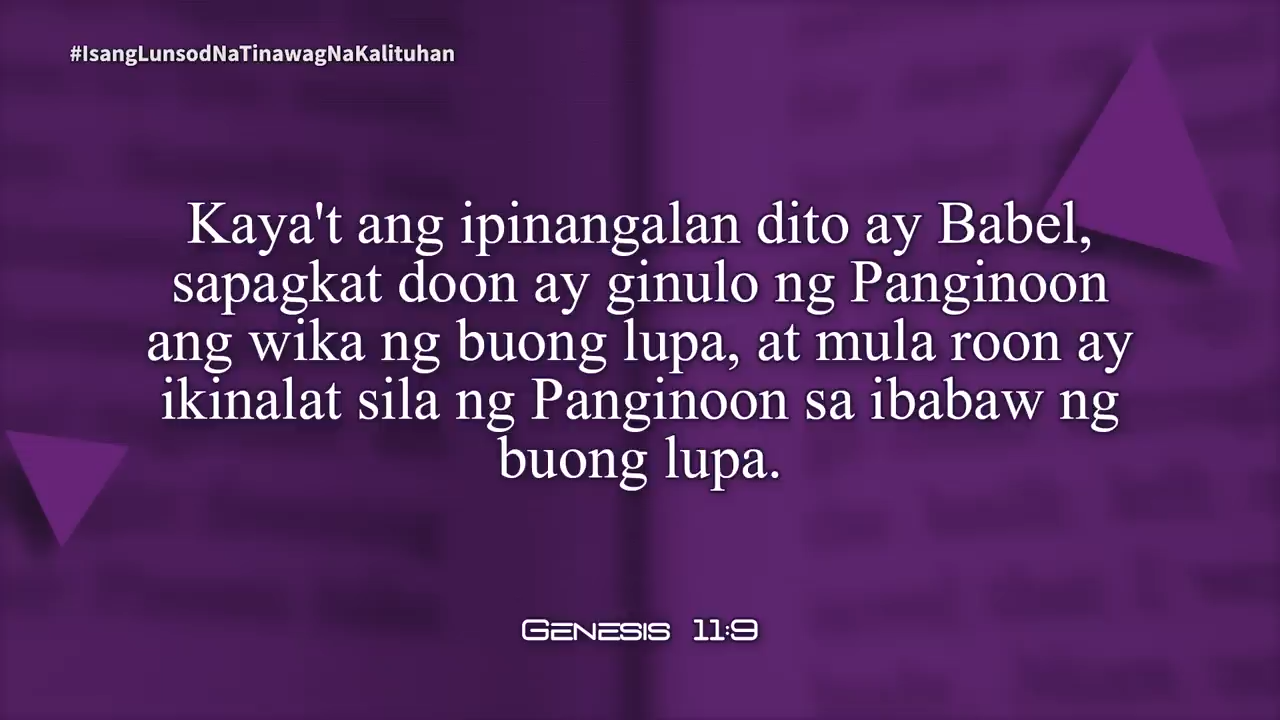 #IsangLunsodNaTinawagNaKalituhan
Kaya't ang ipinangalan dito ay Babel,
sapagkat doon ay ginulo ng Panginoon
ang wika ng buong lupa, at mula roon ay
ikinalat sila ng Panginoon sa ibabaw ng
buong lupa.
Genesis 11:9